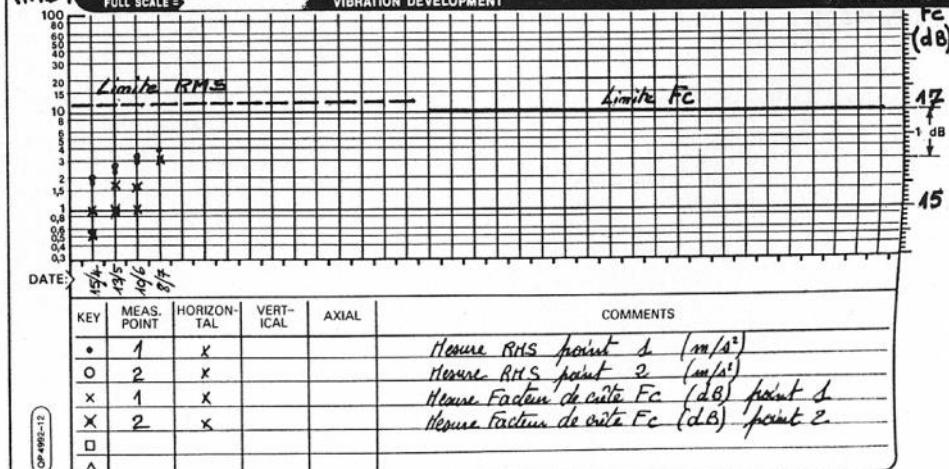 FULL SCALE = VIBRATION DEVELOPMENT
100
80
60
50
40
30
20
15
10
8
6
5
4
3
2
1,5
1
0,8
0,6
0,5
0,4
0,3
Limite RMS
Limite Fc
Fc
(dB)
17
1 dB
15
DATE: 15/4 13/5 10/6 8/7
KEY MEAS. POINT HORIZON-TAL VERT-ICAL AXIAL COMMENTS
• 1 x Mesure RMS point 1 (m/s²)
O 2 x Mesure RMS point 2 (m/s²)
× 1 x Mesure Facteur de crête Fc (dB) point 1
Ж 2 x Mesure Facteur de crête Fc (dB) point 2
□
△
OP 4992-12